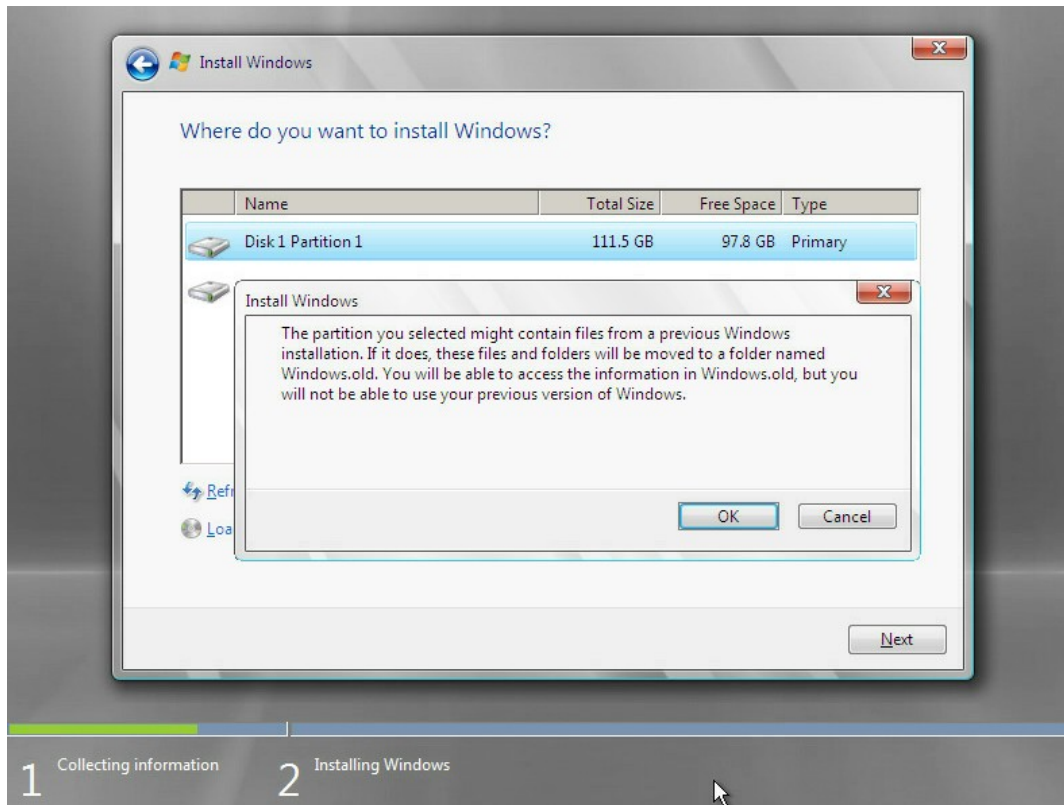 Install Windows
Where do you want to install Windows?
Name Total Size Free Space Type
Disk 1 Partition 1 111.5 GB 97.8 GB Primary
Install Windows
The partition you selected might contain files from a previous Windows
installation. If it does, these files and folders will be moved to a folder named
Windows.old. You will be able to access the information in Windows.old, but you
will not be able to use your previous version of Windows.
Refr
OK Cancel
Loa
Next
1 Collecting information 2 Installing Windows